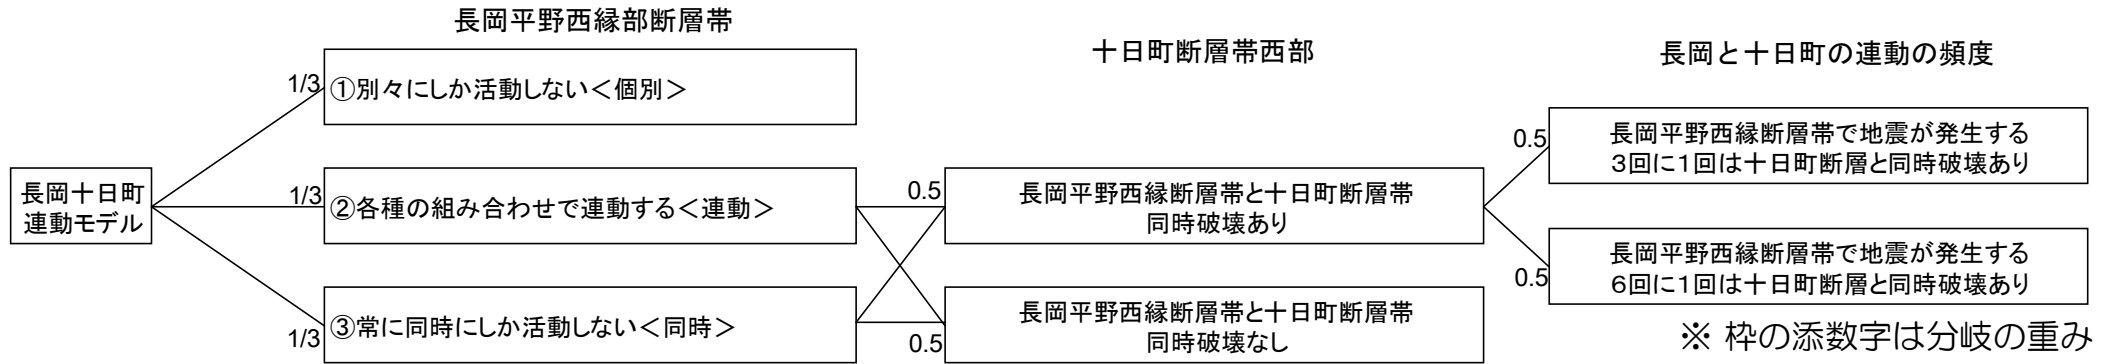 長岡平野西縁部断層帯
十日町断層帯西部
長岡と十日町の連動の頻度
長岡十日町
連動モデル
1/3
①別々にしか活動しない＜個別＞
1/3
②各種の組み合わせで連動する＜連動＞
1/3
③常に同時にしか活動しない＜同時＞
0.5
長岡平野西縁断層帯と十日町断層帯
同時破壊あり
0.5
長岡平野西縁断層帯と十日町断層帯
同時破壊なし
0.5
長岡平野西縁断層帯で地震が発生する
3回に1回は十日町断層と同時破壊あり
0.5
長岡平野西縁断層帯で地震が発生する
6回に1回は十日町断層と同時破壊あり
※ 枠の添数字は分岐の重み